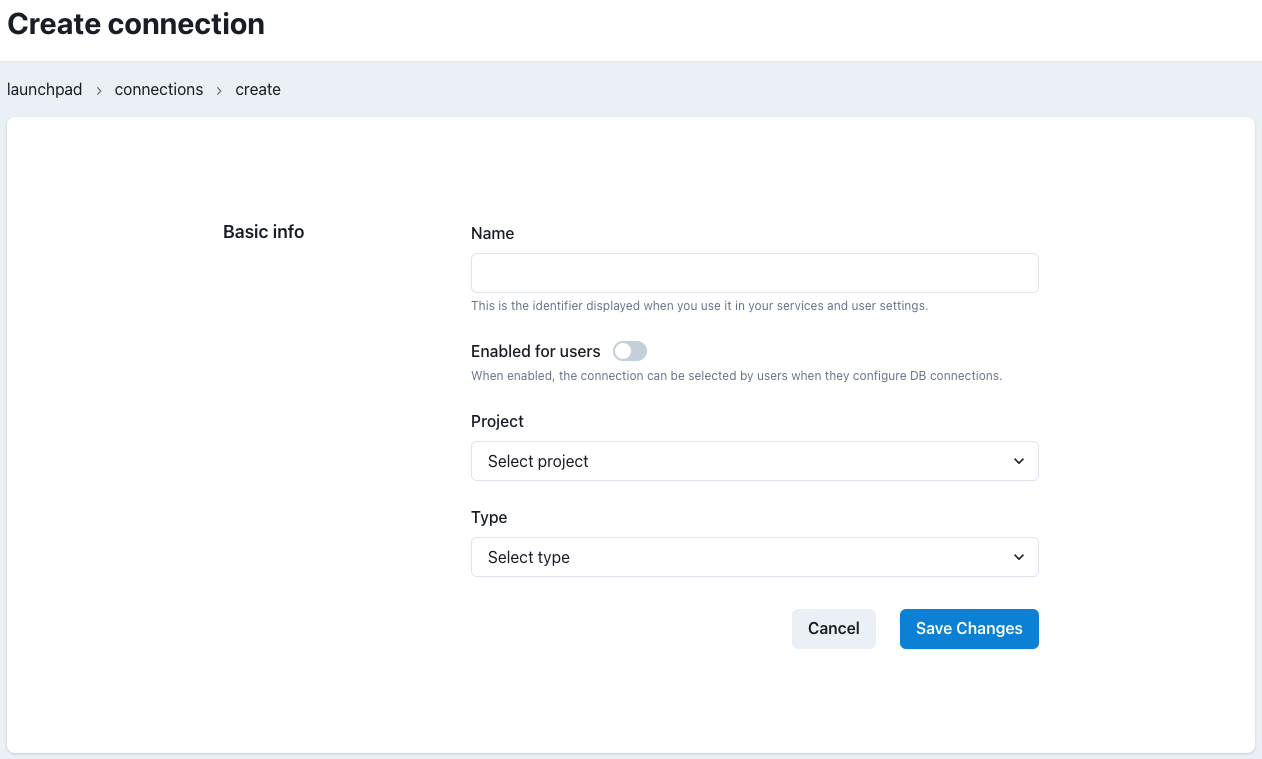 Create connection
launchpad › connections › create
Basic info
Name
This is the identifier displayed when you use it in your services and user settings.
Enabled for users
When enabled, the connection can be selected by users when they configure DB connections.
Project
Select project
Type
Select type
Cancel
Save Changes